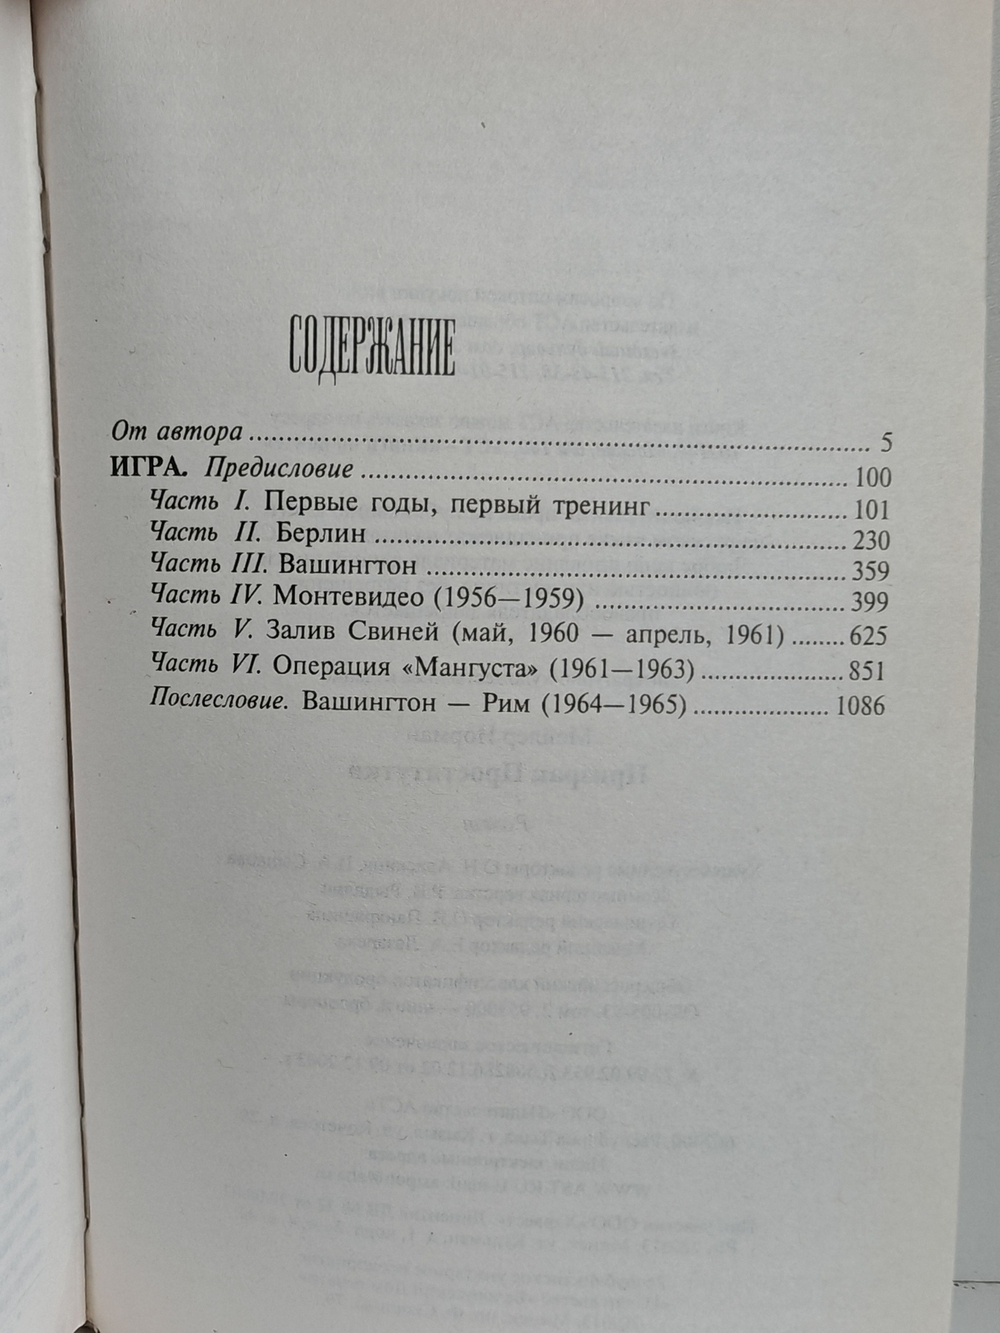 СОДЕРЖАНИЕ
От автора ........ 5
ИГРА. Предисловие ........ 100
Часть I. Первые годы, первый тренинг ........ 101
Часть II. Берлин ........ 230
Часть III. Вашингтон ........ 359
Часть IV. Монтевидео (1956—1959) ........ 399
Часть V. Залив Свиней (май, 1960 — апрель, 1961) ........ 625
Часть VI. Операция «Мангуста» (1961—1963) ........ 851
Послесловие. Вашингтон — Рим (1964—1965) ........ 1086